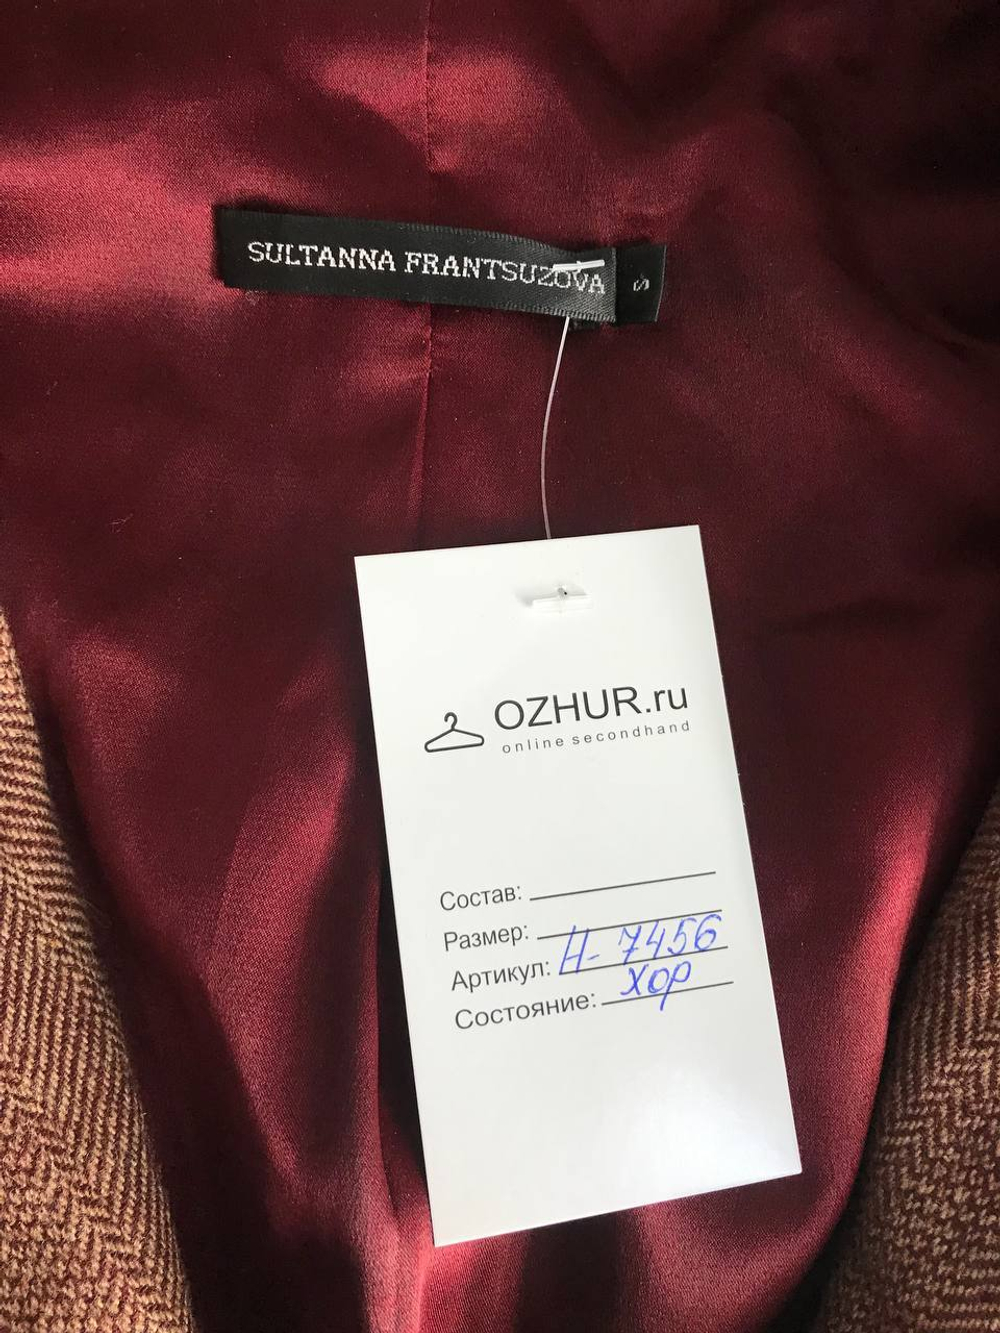 SULTANNA FRANTSUZOVA
S
OZHUR.ru
online secondhand
Состав:
Размер:
Артикул: Н-7456
Состояние: хор